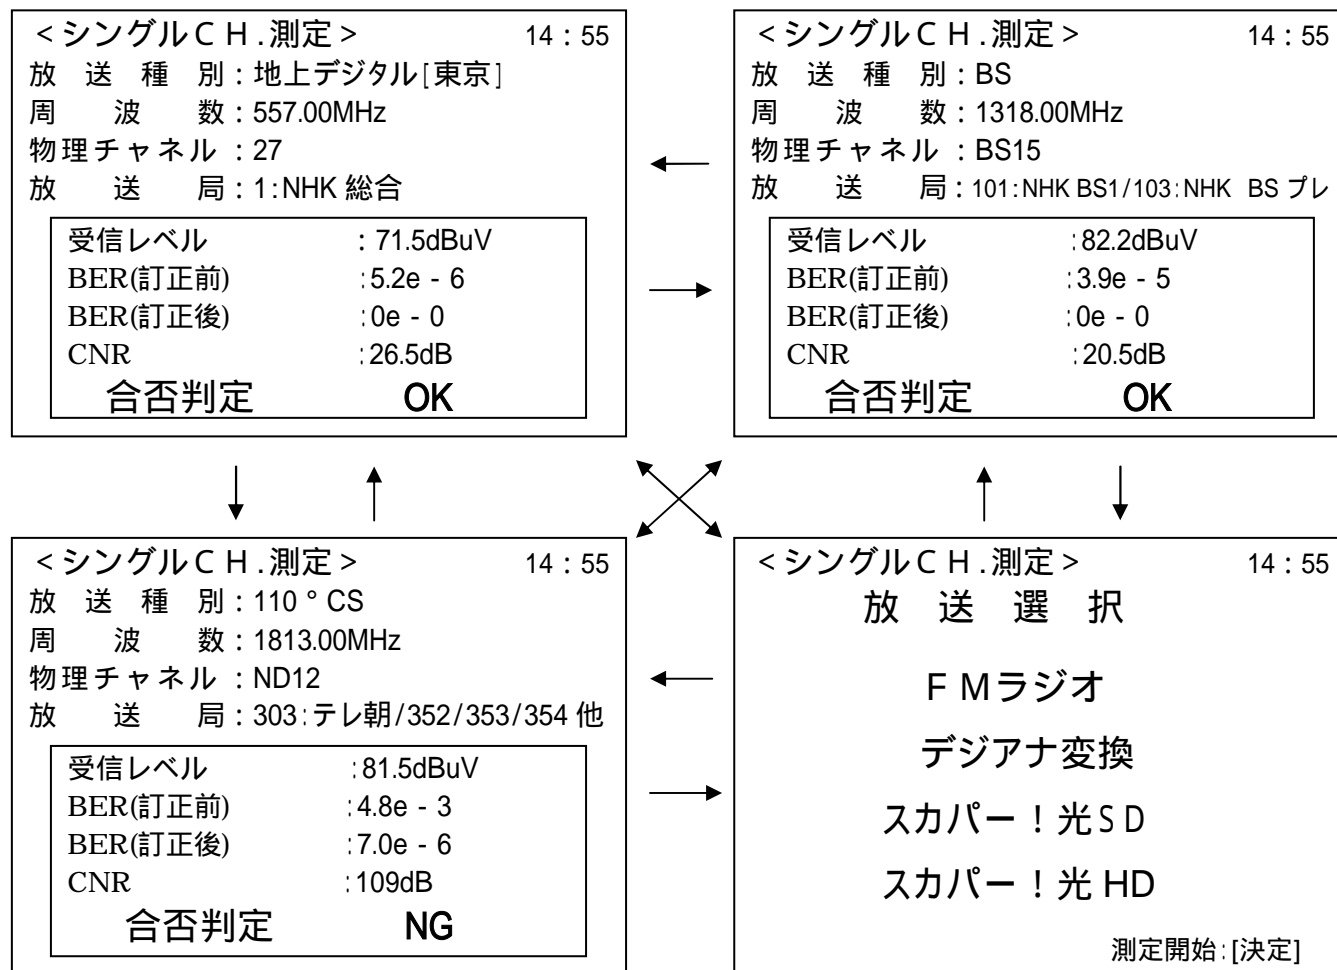 <シングルCH.測定> 14:55
放送種別:地上デジタル[東京]
周波数:557.00MHz
物理チャネル:27
放送局:1:NHK 総合
受信レベル :71.5dBuV
BER(訂正前) :5.2e - 6
BER(訂正後) :0e - 0
CNR :26.5dB
合否判定 OK
<シングルCH.測定> 14:55
放送種別:BS
周波数:1318.00MHz
物理チャネル:BS15
放送局:101:NHK BS1/103:NHK BS プレ
受信レベル :82.2dBuV
BER(訂正前) :3.9e - 5
BER(訂正後) :0e - 0
CNR :20.5dB
合否判定 OK
<シングルCH.測定> 14:55
放送種別:110°CS
周波数:1813.00MHz
物理チャネル:ND12
放送局:303:テレ朝/352/353/354 他
受信レベル :81.5dBuV
BER(訂正前) :4.8e - 3
BER(訂正後) :7.0e - 6
CNR :109dB
合否判定 NG
<シングルCH.測定> 14:55
放送選択
FMラジオ
デジアナ変換
スカパー!光SD
スカパー!光 HD
測定開始:[決定]